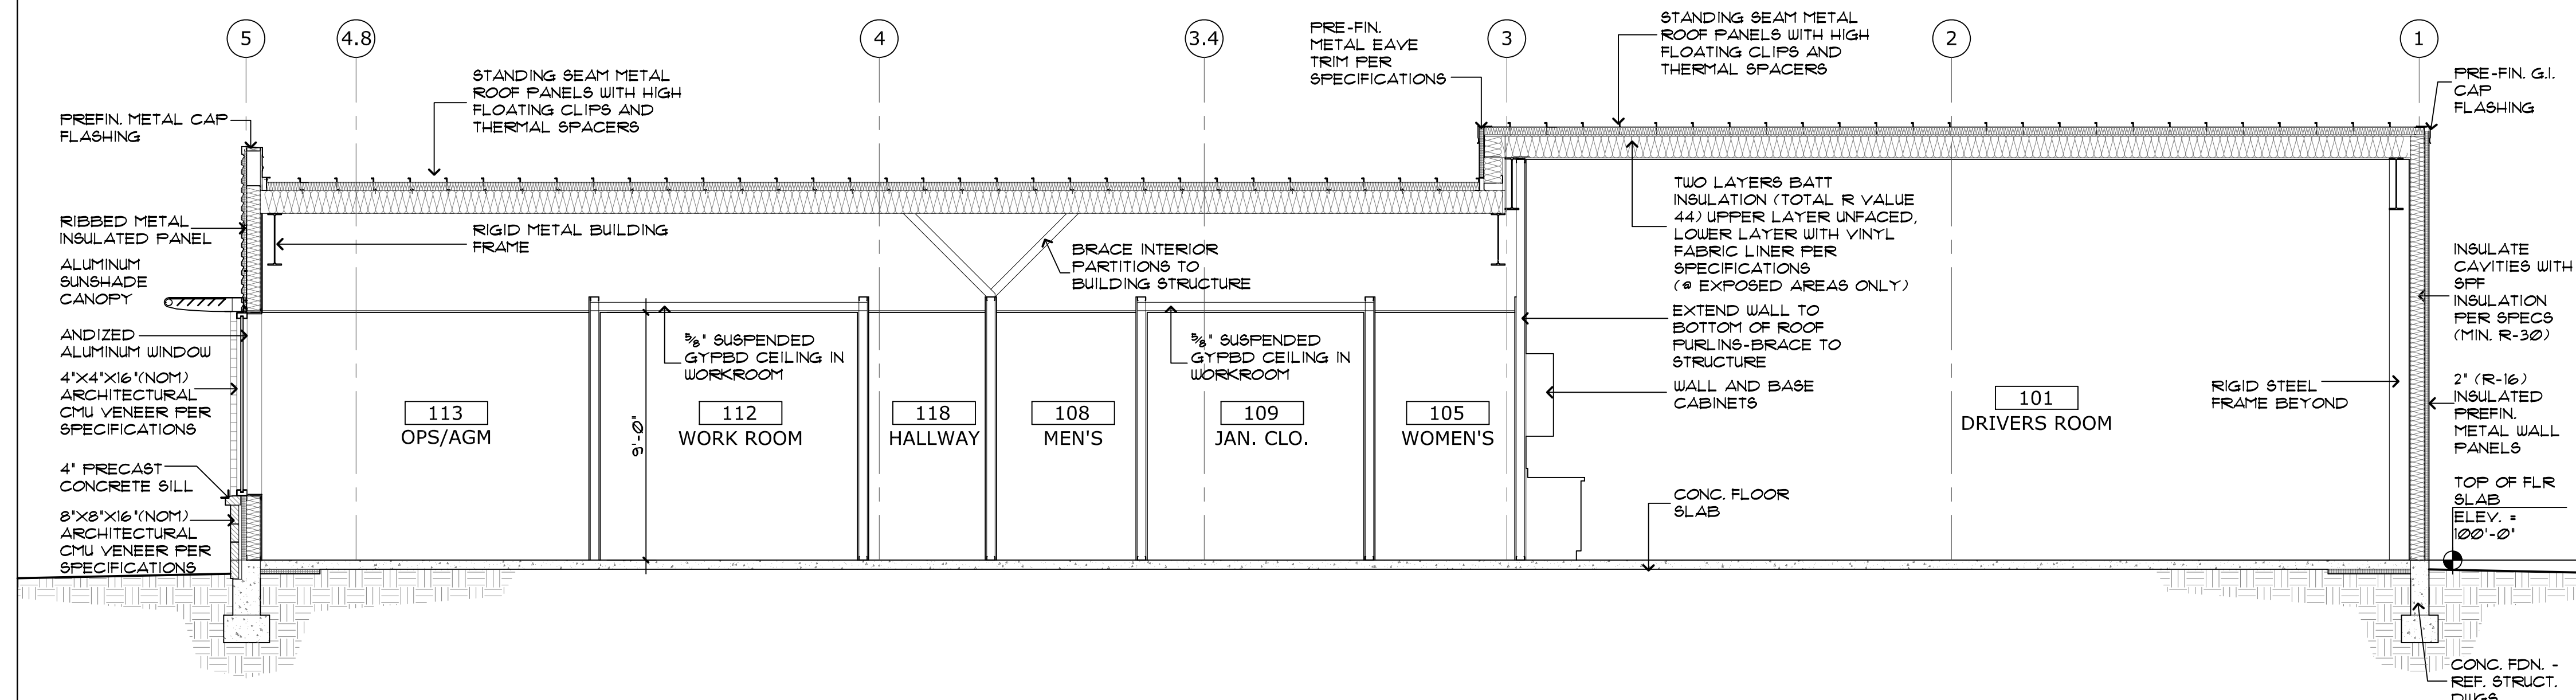 5
4.8
4
3.4
3
2
1
PREFIN. METAL CAP
FLASHING
STANDING SEAM METAL
ROOF PANELS WITH HIGH
FLOATING CLIPS AND
THERMAL SPACERS
PRE-FIN.
METAL EAVE
TRIM PER
SPECIFICATIONS
STANDING SEAM METAL
ROOF PANELS WITH HIGH
FLOATING CLIPS AND
THERMAL SPACERS
PRE-FIN. G.I.
CAP
FLASHING
RIBBED METAL
INSULATED PANEL
ALUMINUM
SUNSHADE
CANOPY
ANDIZED
ALUMINUM WINDOW
4"X4"X16"(NOM)
ARCHITECTURAL
CMU VENEER PER
SPECIFICATIONS
4" PRECAST
CONCRETE SILL
8"X8"X16"(NOM)
ARCHITECTURAL
CMU VENEER PER
SPECIFICATIONS
RIGID METAL BUILDING
FRAME
BRACE INTERIOR
PARTITIONS TO
BUILDING STRUCTURE
5/8" SUSPENDED
GYPBD CEILING IN
WORKROOM
5/8" SUSPENDED
GYPBD CEILING IN
WORKROOM
9'-0"
113
OPS/AGM
112
WORK ROOM
118
HALLWAY
108
MEN'S
109
JAN. CLO.
105
WOMEN'S
101
DRIVERS ROOM
TWO LAYERS BATT
INSULATION (TOTAL R VALUE
44) UPPER LAYER UNFACED,
LOWER LAYER WITH VINYL
FABRIC LINER PER
SPECIFICATIONS
(@ EXPOSED AREAS ONLY)
EXTEND WALL TO
BOTTOM OF ROOF
PURLINS-BRACE TO
STRUCTURE
WALL AND BASE
CABINETS
CONC. FLOOR
SLAB
RIGID STEEL
FRAME BEYOND
INSULATE
CAVITIES WITH
SPF
INSULATION
PER SPECS
(MIN. R-30)
2" (R-16)
INSULATED
PREFIN.
METAL WALL
PANELS
TOP OF FLR
SLAB
ELEV. =
100'-0"
CONC. FDN. -
REF. STRUCT.
DWGS